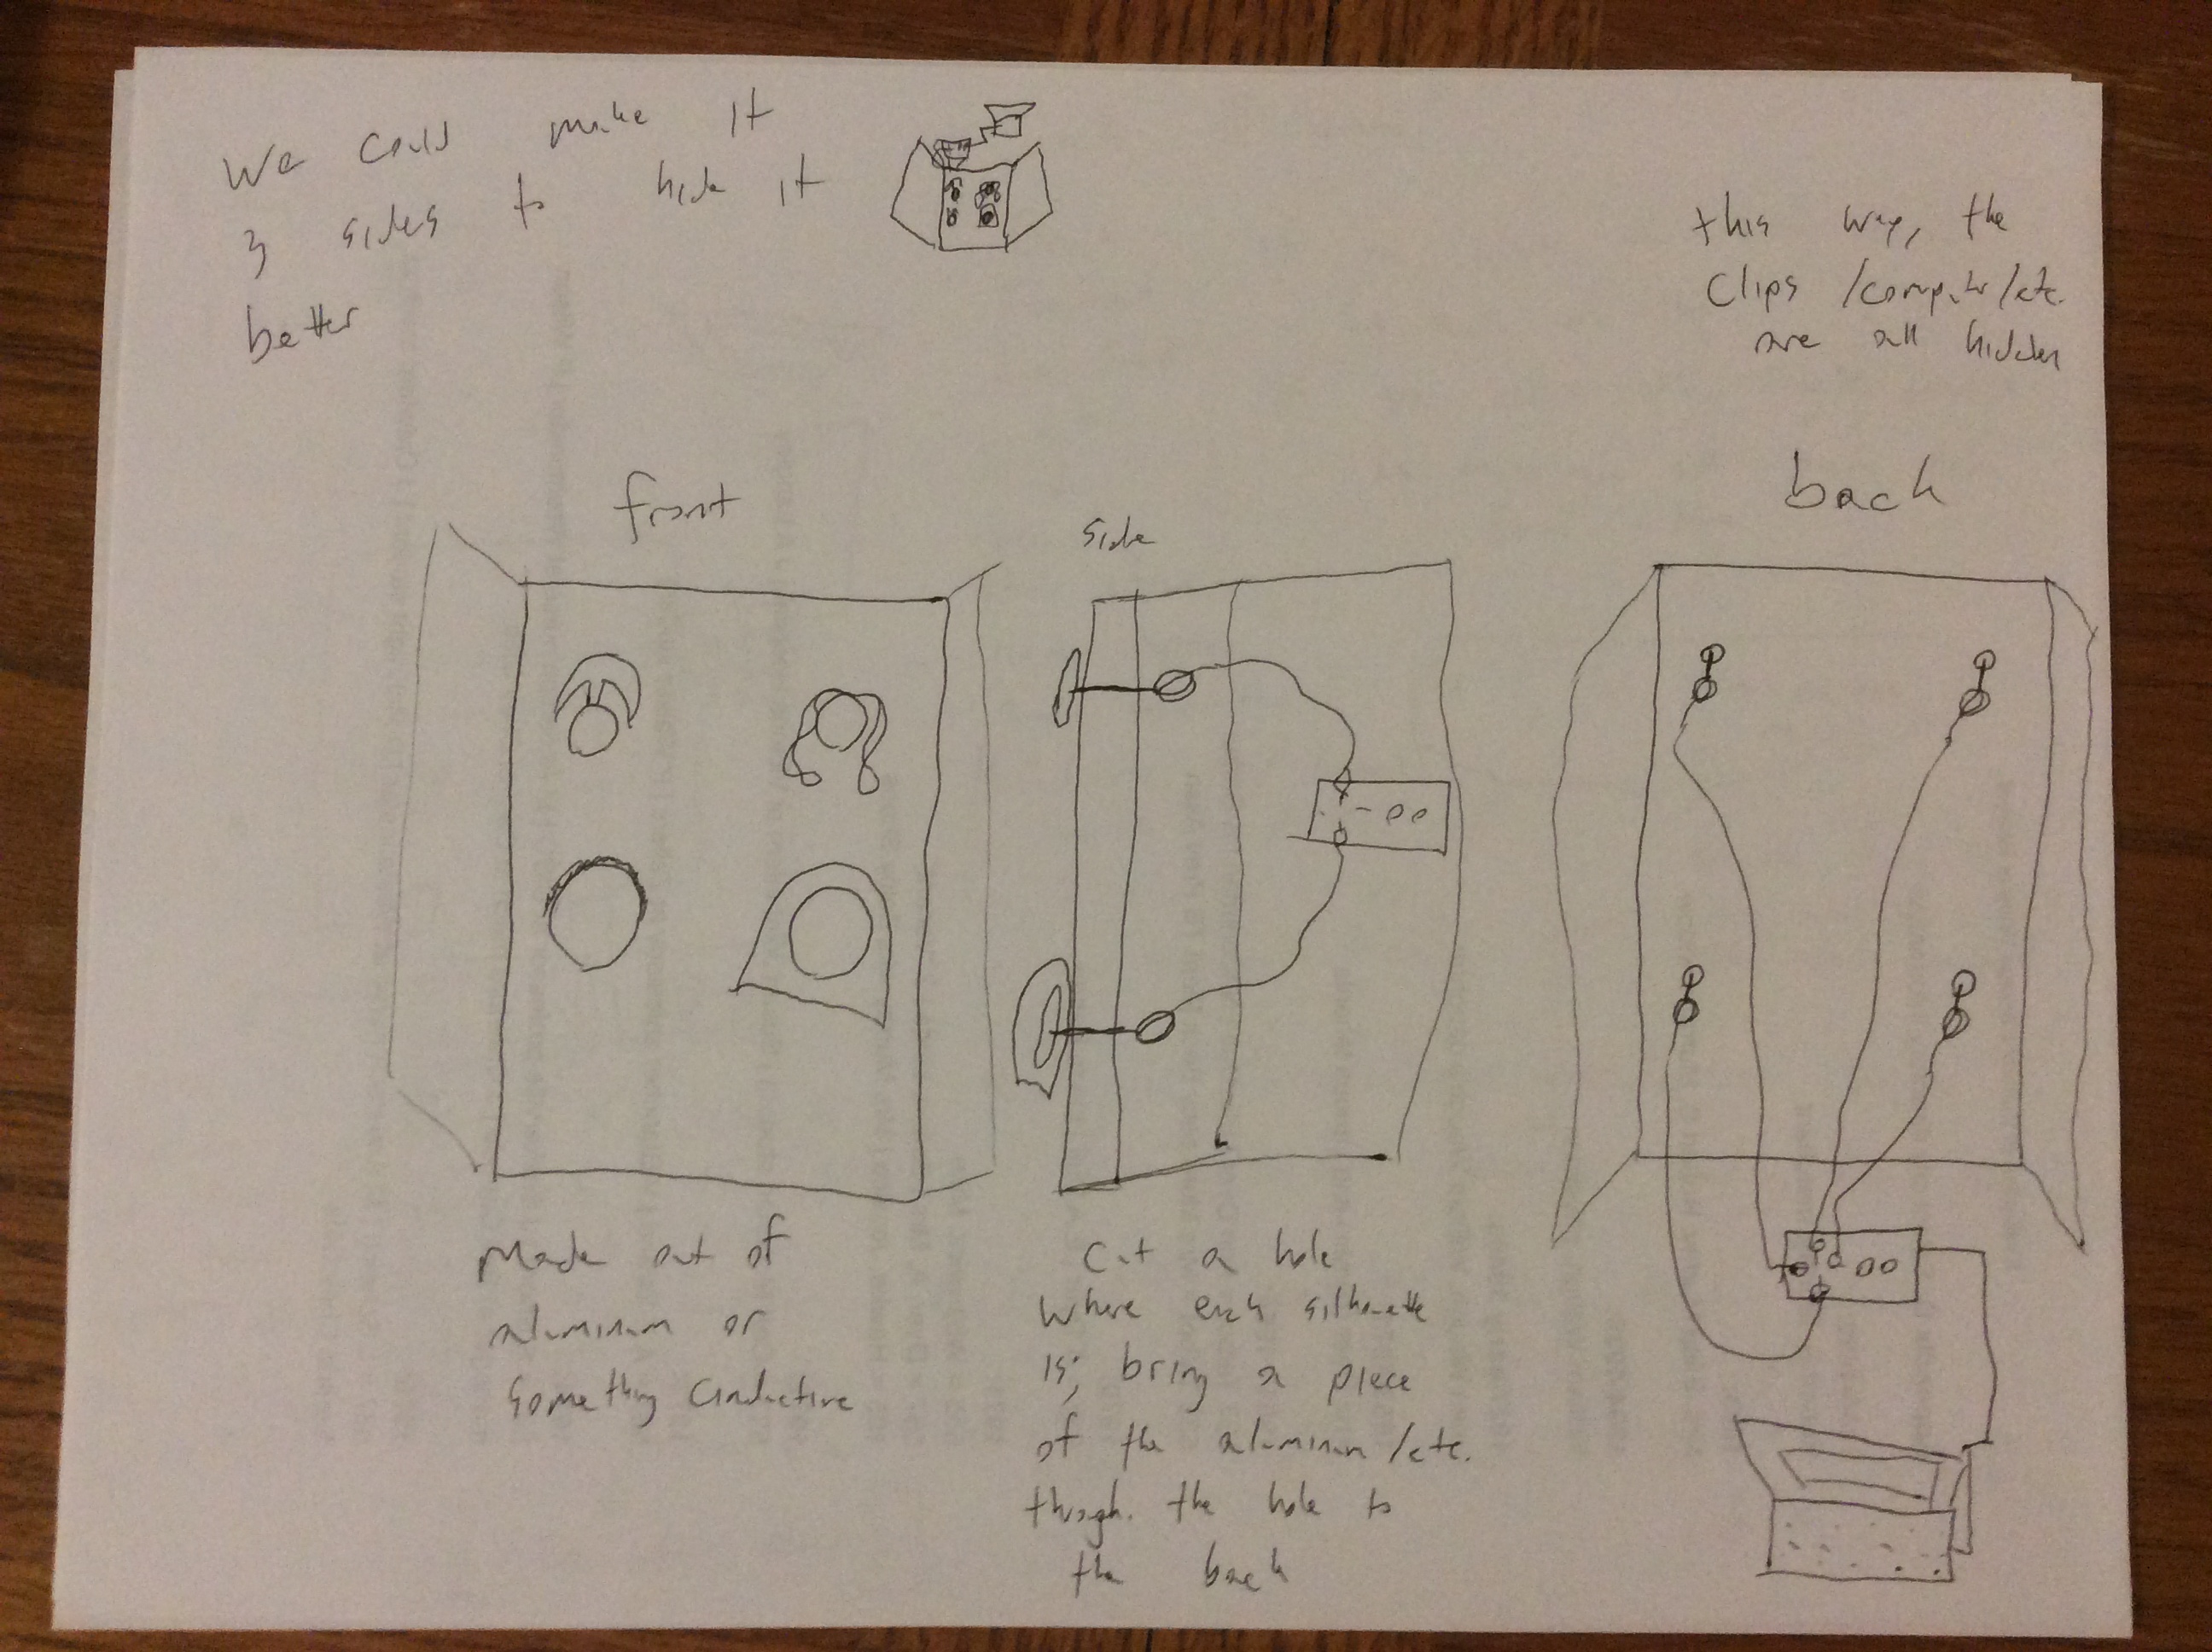 We could make it
3 sides to hide it
better
this way, the
clips /computer/etc.
are all hidden
front
side
back
Made out of
aluminum or
something conductive
cut a hole
where each silhouette
is; bring a piece
of the aluminum/etc.
through the hole to
the back